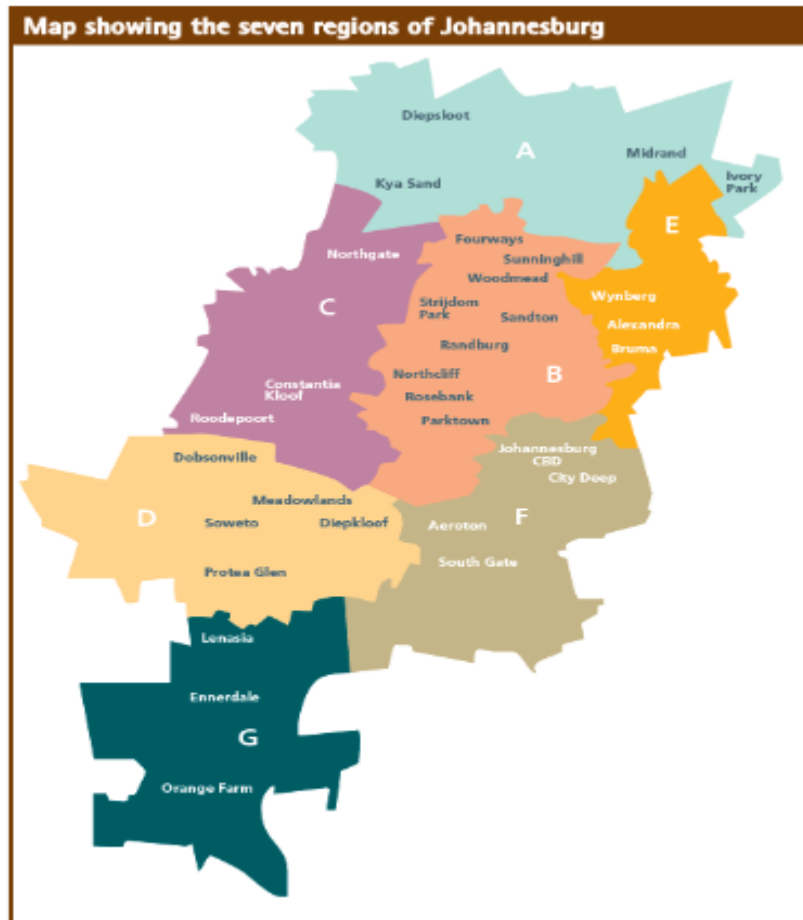 Map showing the seven regions of Johannesburg
Diepsloot
A
Midrand
Kya Sand
Ivory
Park
E
Fourways
Northgate
Sunninghill
Woodmead
Wynberg
C
Strijdom
Park
Sandton
Alexandra
Randburg
Bruma
Northcliff
B
Constantia
Kloof
Rosebank
Roodepoort
Parktown
Johannesburg
CBD
Dobsonville
City Deep
Meadowlands
D
Soweto
Diepkloof
Aeroton
F
South Gate
Protea Glen
Lenasia
Ennerdale
G
Orange Farm